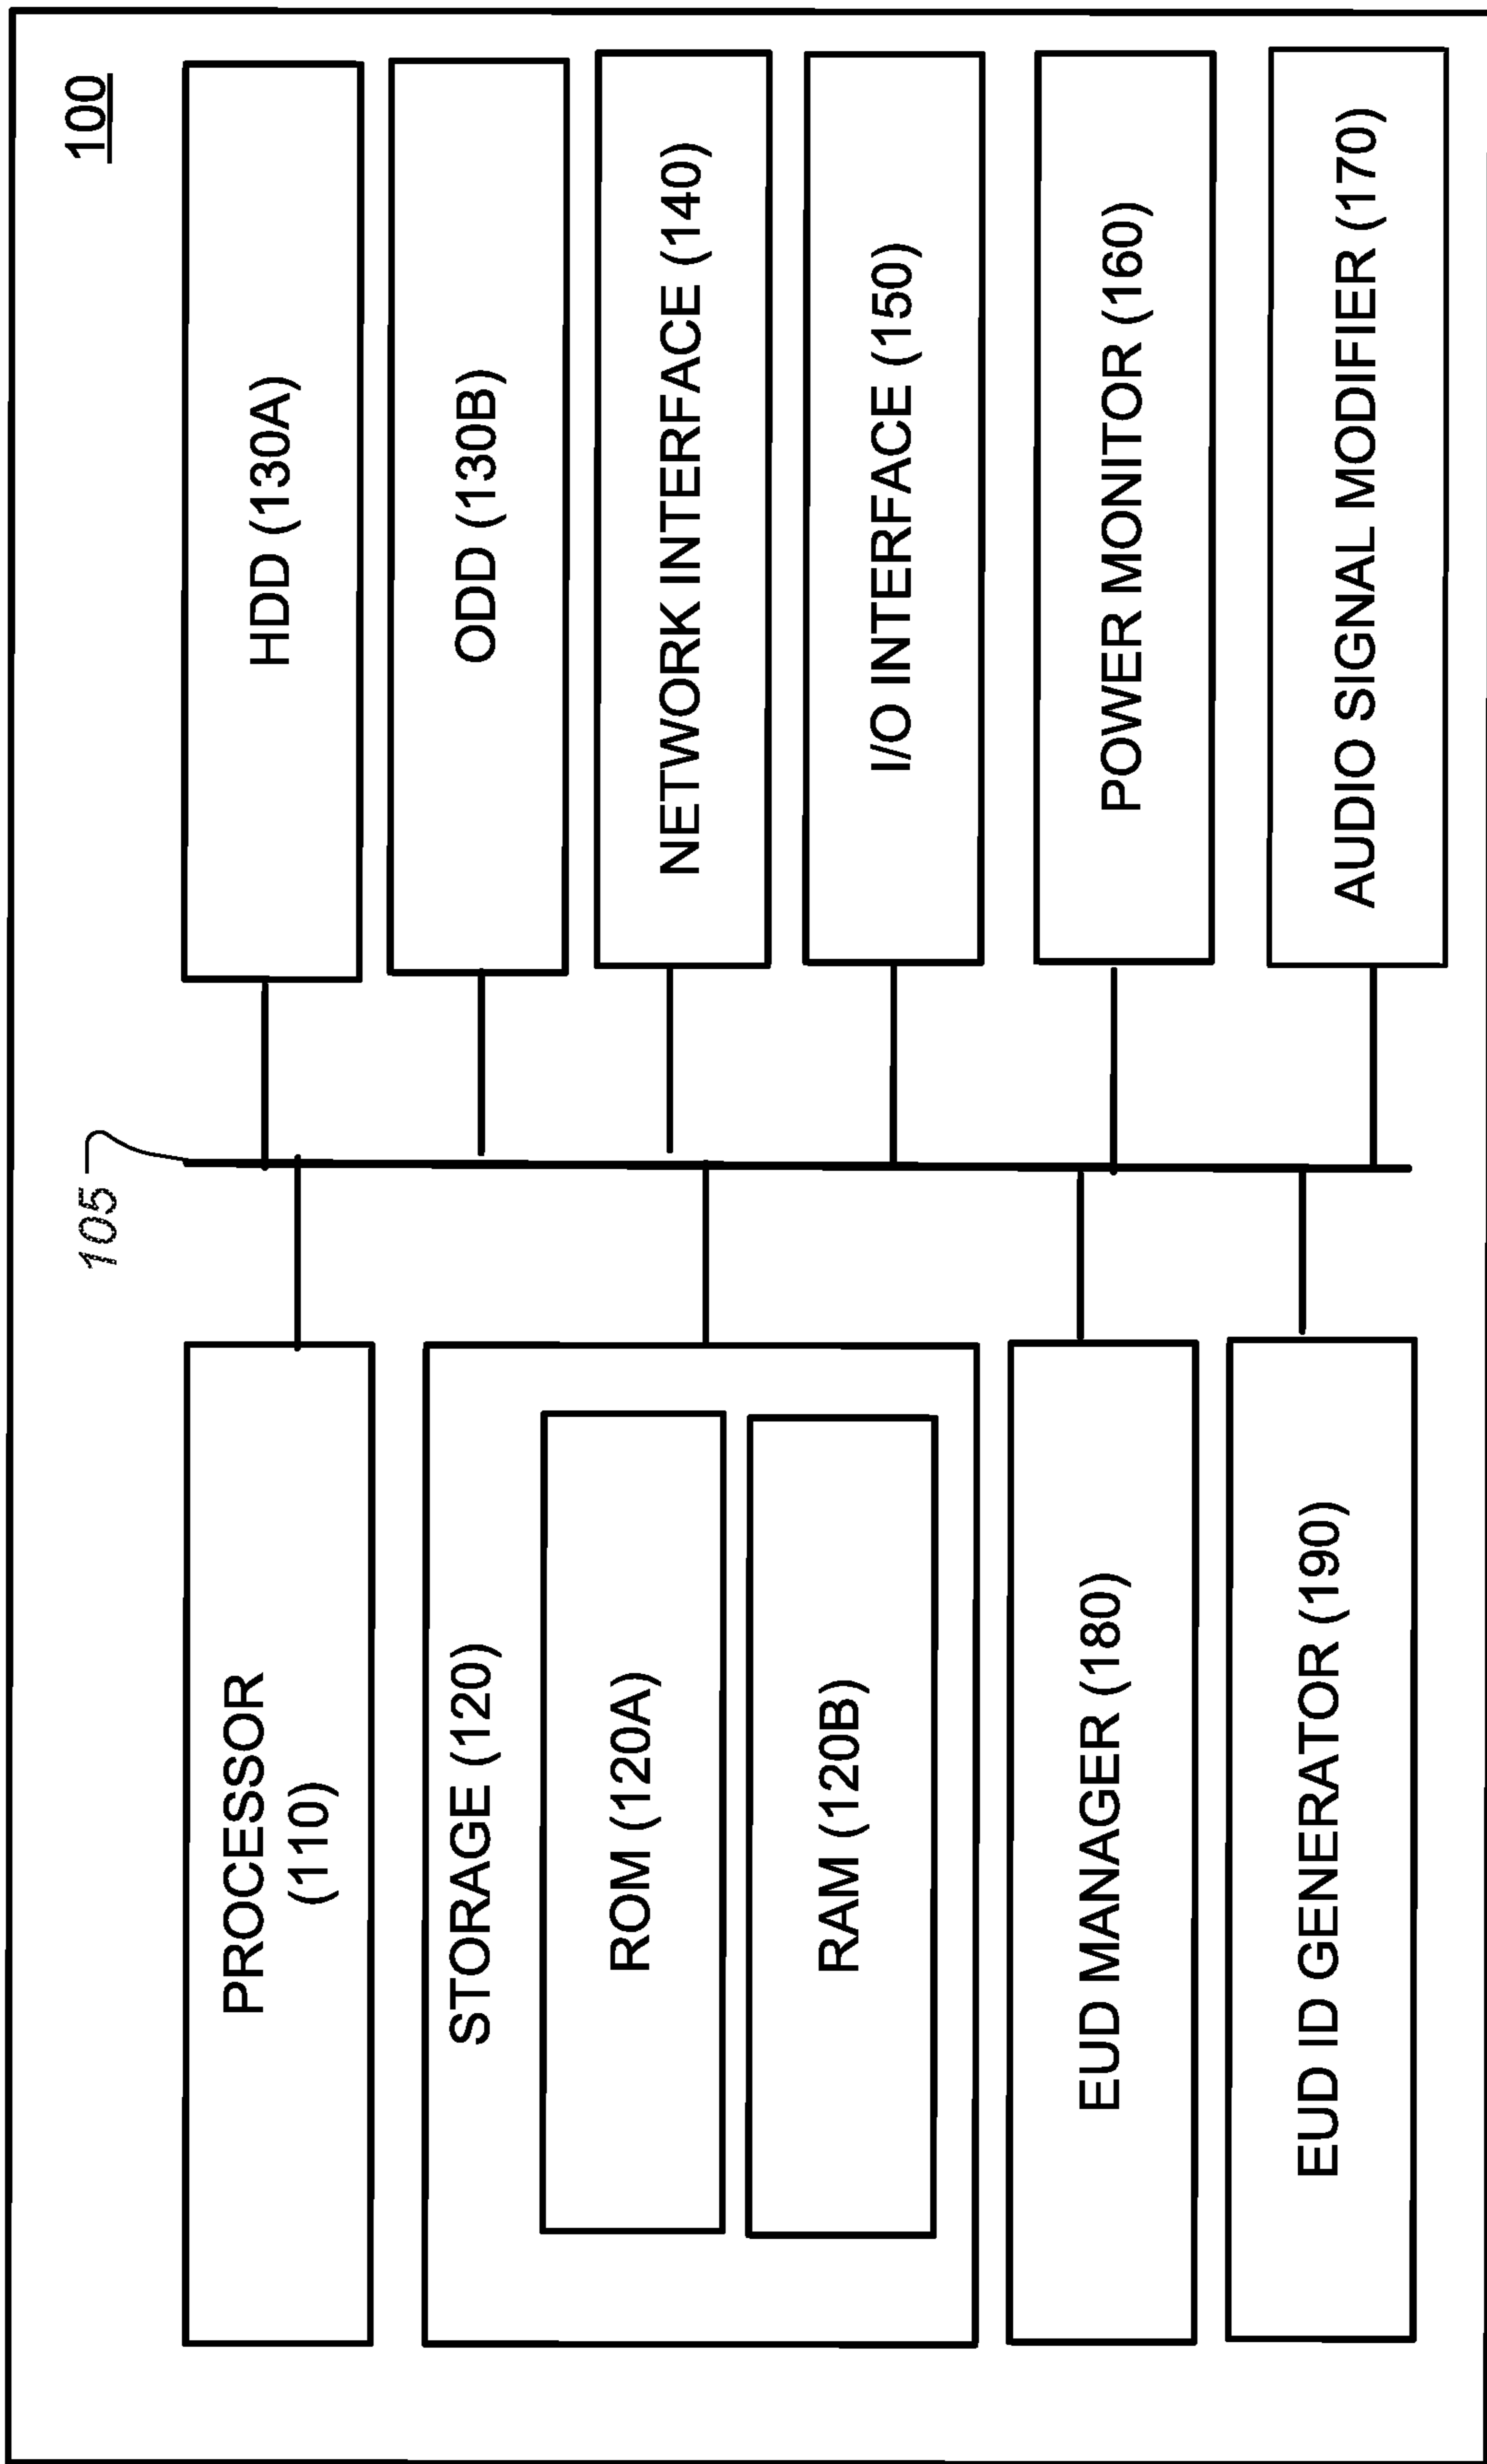 100
105
PROCESSOR
(110)
STORAGE (120)
ROM (120A)
RAM (120B)
EUD MANAGER (180)
EUD ID GENERATOR (190)
HDD (130A)
ODD (130B)
NETWORK INTERFACE (140)
I/O INTERFACE (150)
POWER MONITOR (160)
AUDIO SIGNAL MODIFIER (170)